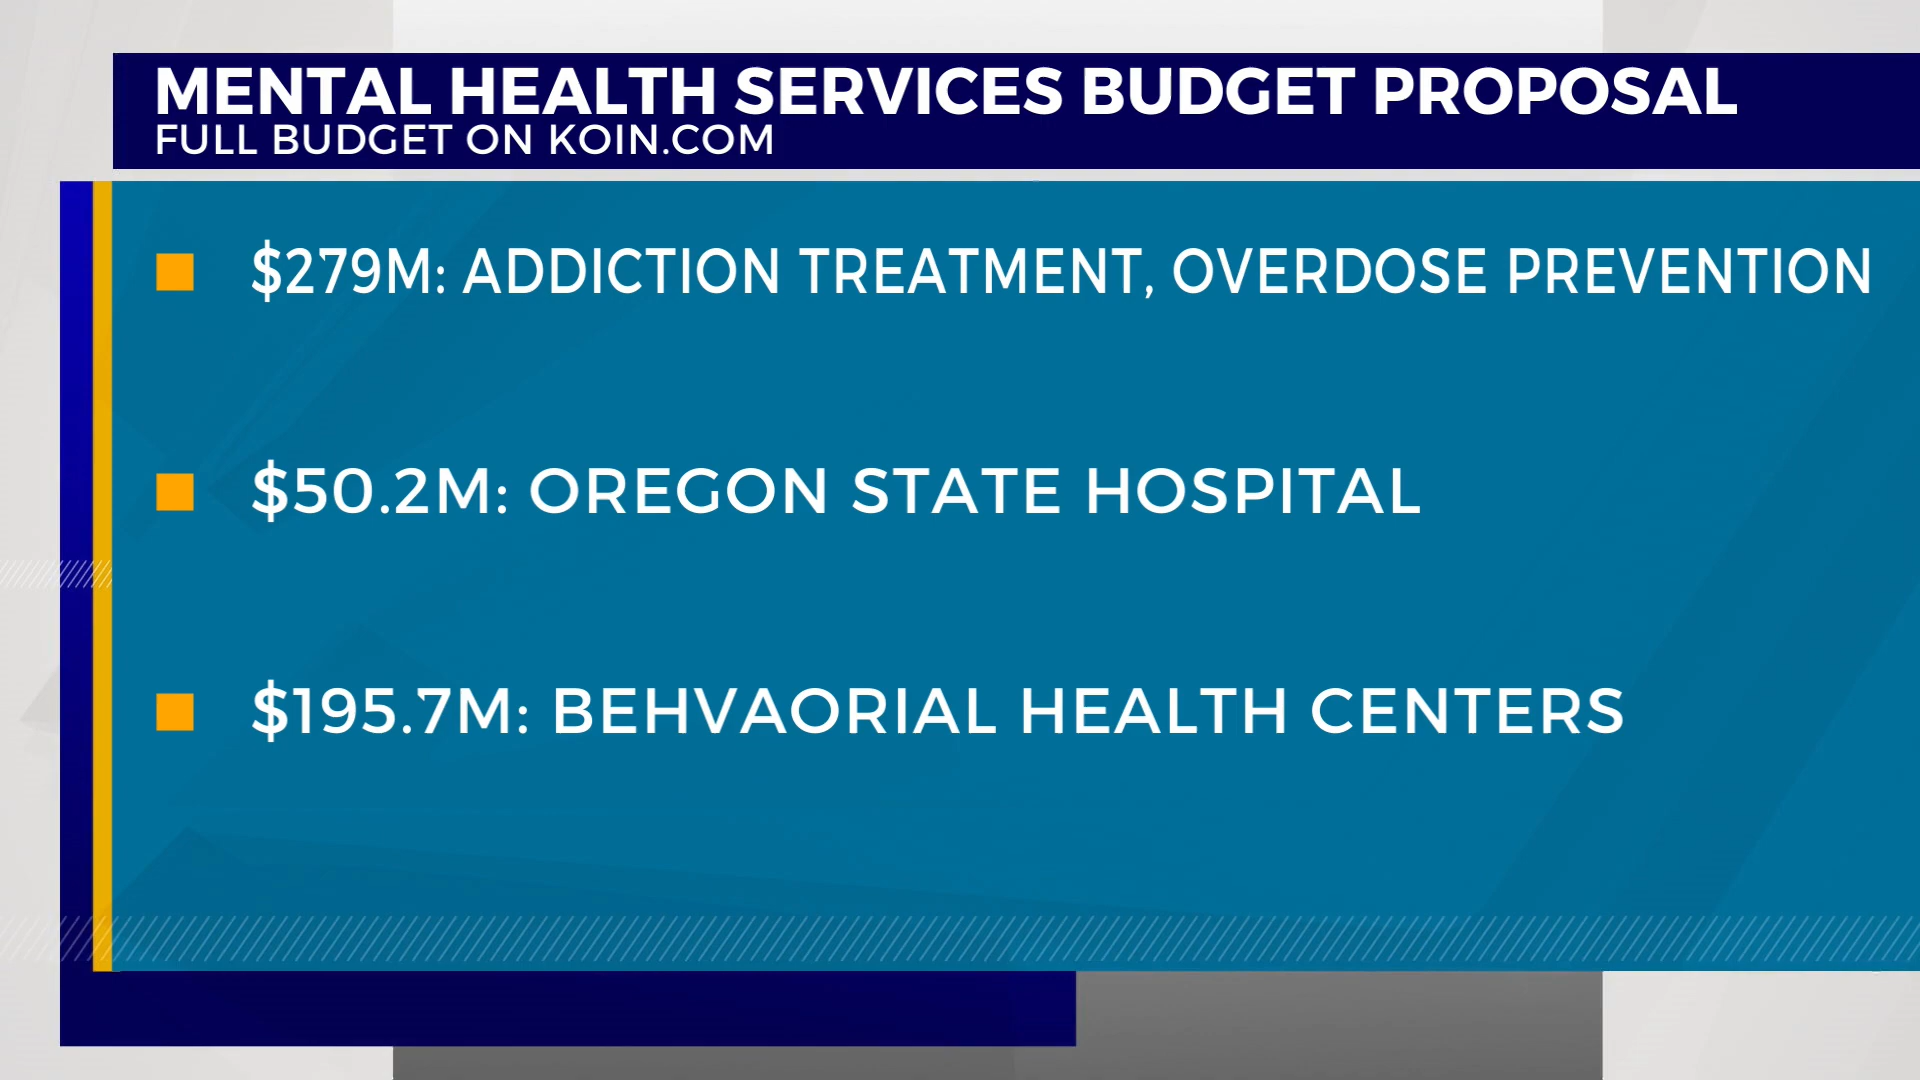 MENTAL HEALTH SERVICES BUDGET PROPOSAL
FULL BUDGET ON KOIN.COM
$279M: ADDICTION TREATMENT, OVERDOSE PREVENTION
$50.2M: OREGON STATE HOSPITAL
$195.7M: BEHVAORIAL HEALTH CENTERS